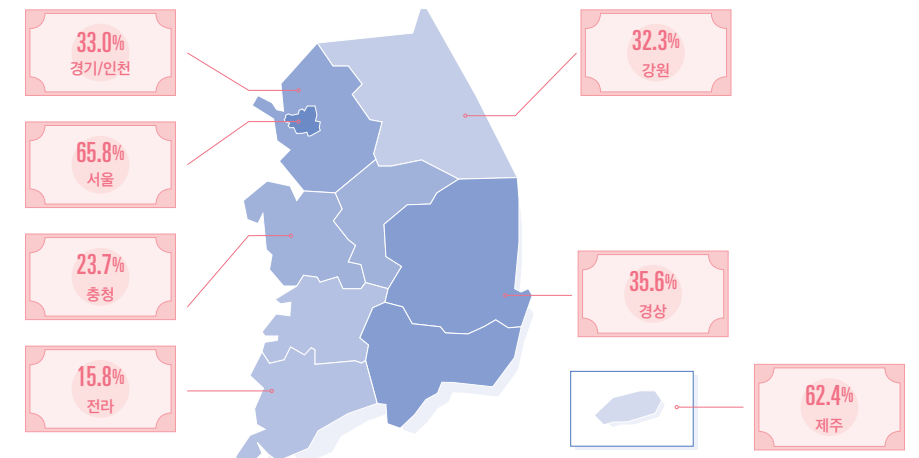 33.0%
경기/인천
65.8%
서울
23.7%
충청
15.8%
전라
32.3%
강원
35.6%
경상
62.4%
제주